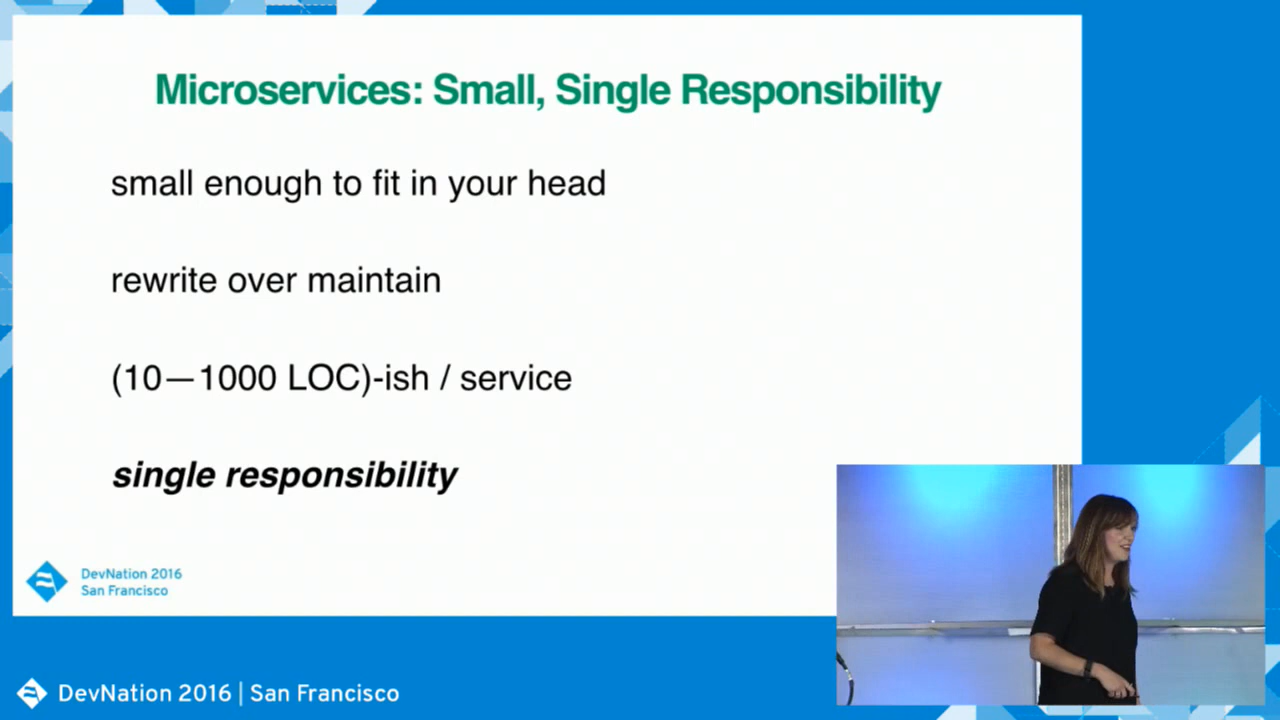 Microservices: Small, Single Responsibility
small enough to fit in your head
rewrite over maintain
(10—1000 LOC)-ish / service
single responsibility
DevNation 2016
San Francisco
DevNation 2016 | San Francisco